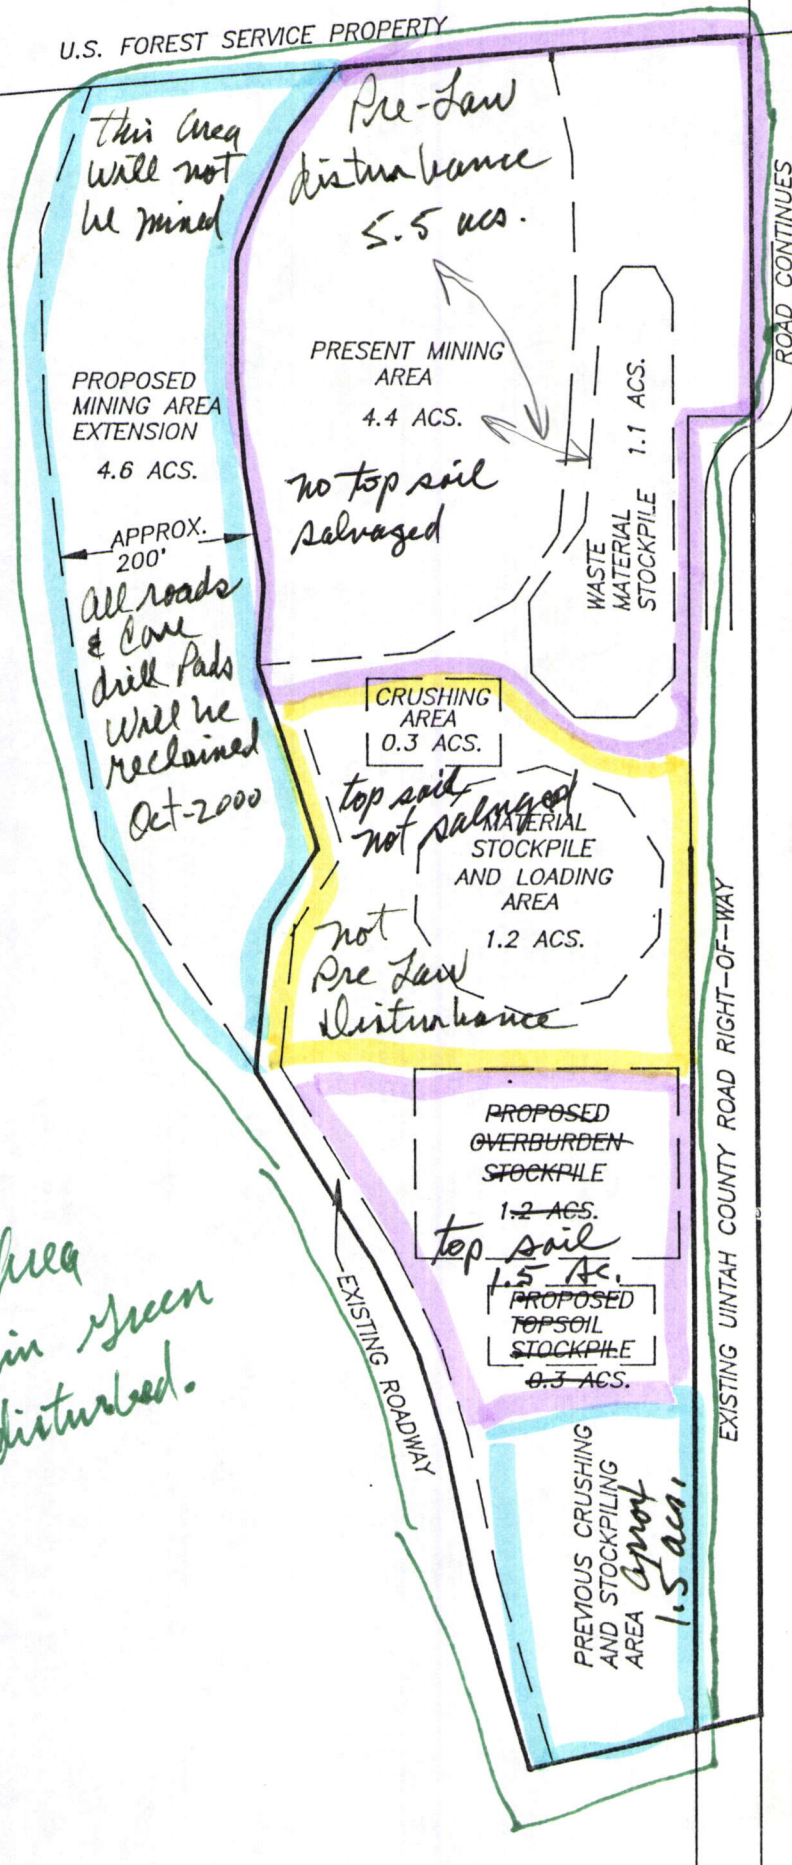 U.S. FOREST SERVICE PROPERTY
this area
will not
be mined
Pre-Law
disturbance
5.5 acs.
ROAD CONTINUES
PROPOSED
MINING AREA
EXTENSION
4.6 ACS.
PRESENT MINING
AREA
4.4 ACS.
WASTE
MATERIAL
STOCKPILE 1.1 ACS.
no top soil
salvaged
APPROX.
200'
all roads
& Core
drill Pads
will be
reclaimed
Oct-2000
CRUSHING
AREA
0.3 ACS.
top soil
not salvaged
MATERIAL
STOCKPILE
AND LOADING
AREA
1.2 ACS.
not
Pre Law
Disturbance
EXISTING UINTAH COUNTY ROAD RIGHT-OF-WAY
PROPOSED
OVERBURDEN
STOCKPILE
1.2 ACS.
top soil
1.5 Ac.
PROPOSED
TOPSOIL
STOCKPILE
0.3 ACS.
EXISTING ROADWAY
area
in green
disturbed.
PREVIOUS CRUSHING
AND STOCKPILING
AREA aprox
1.5 acs.